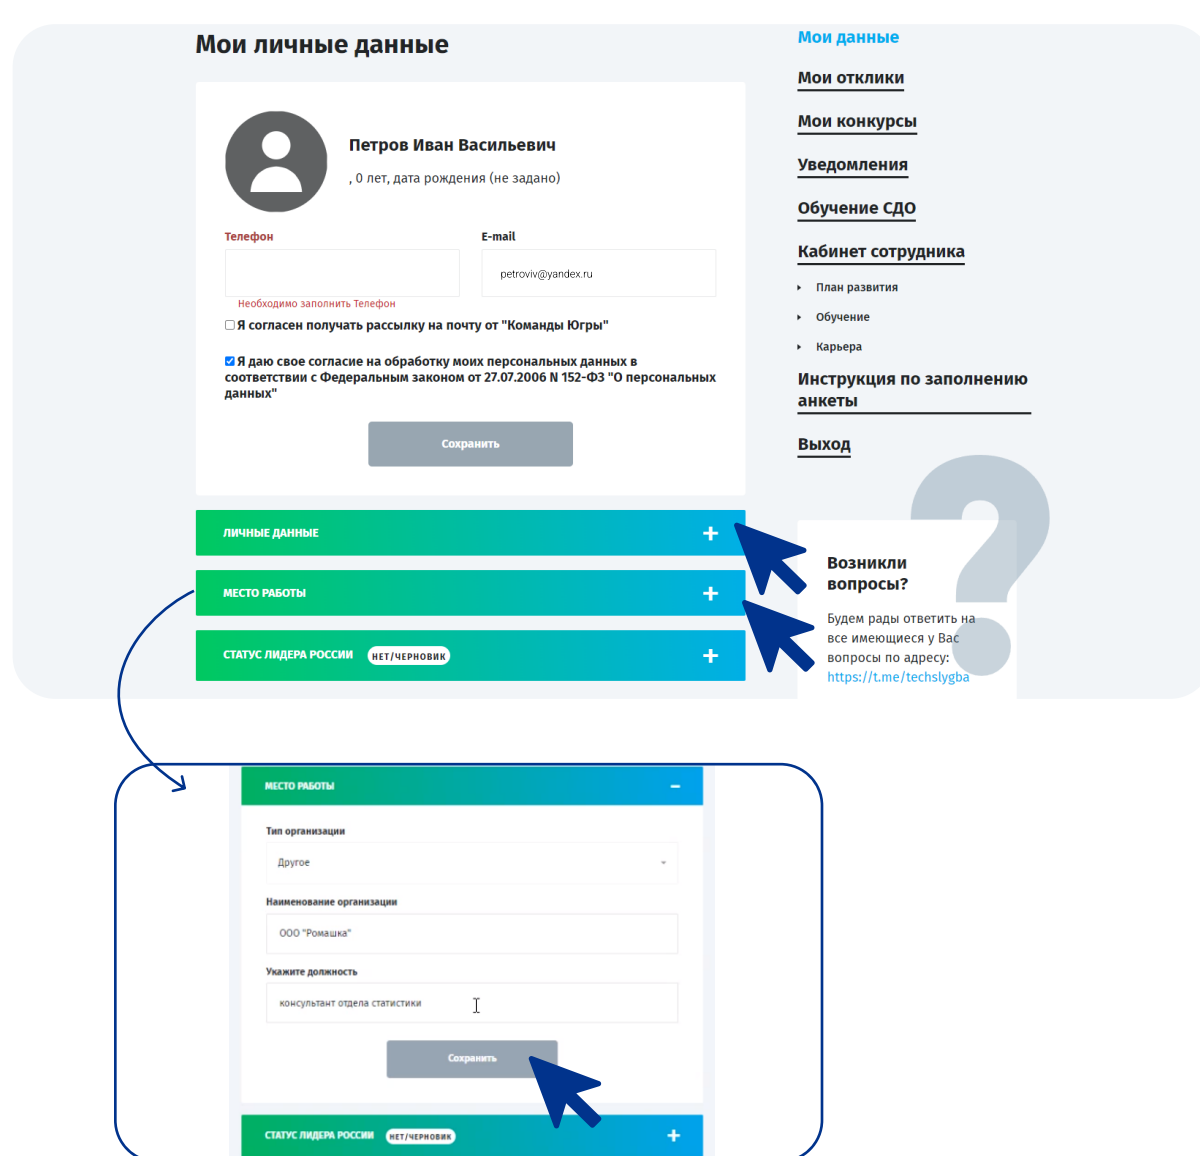 Мои личные данные
Петров Иван Васильевич
, 0 лет, дата рождения (не задано)
Телефон
E-mail
petroviv@yandex.ru
Необходимо заполнить Телефон
Я согласен получать рассылку на почту от "Команды Югры"
Я даю свое согласие на обработку моих персональных данных в
соответствии с Федеральным законом от 27.07.2006 N 152-ФЗ "О персональных
данных"
Сохранить
ЛИЧНЫЕ ДАННЫЕ
МЕСТО РАБОТЫ
СТАТУС ЛИДЕРА РОССИИ НЕТ/ЧЕРНОВИК
Мои данные
Мои отклики
Мои конкурсы
Уведомления
Обучение СДО
Кабинет сотрудника
План развития
Обучение
Карьера
Инструкция по заполнению
анкеты
Выход
?
Возникли
вопросы?
Будем рады ответить на
все имеющиеся у Вас
вопросы по адресу:
https://t.me/techslygba
МЕСТО РАБОТЫ
Тип организации
Другое
Наименование организации
ООО "Ромашка"
Укажите должность
консультант отдела статистики
Сохранить
СТАТУС ЛИДЕРА РОССИИ НЕТ/ЧЕРНОВИК